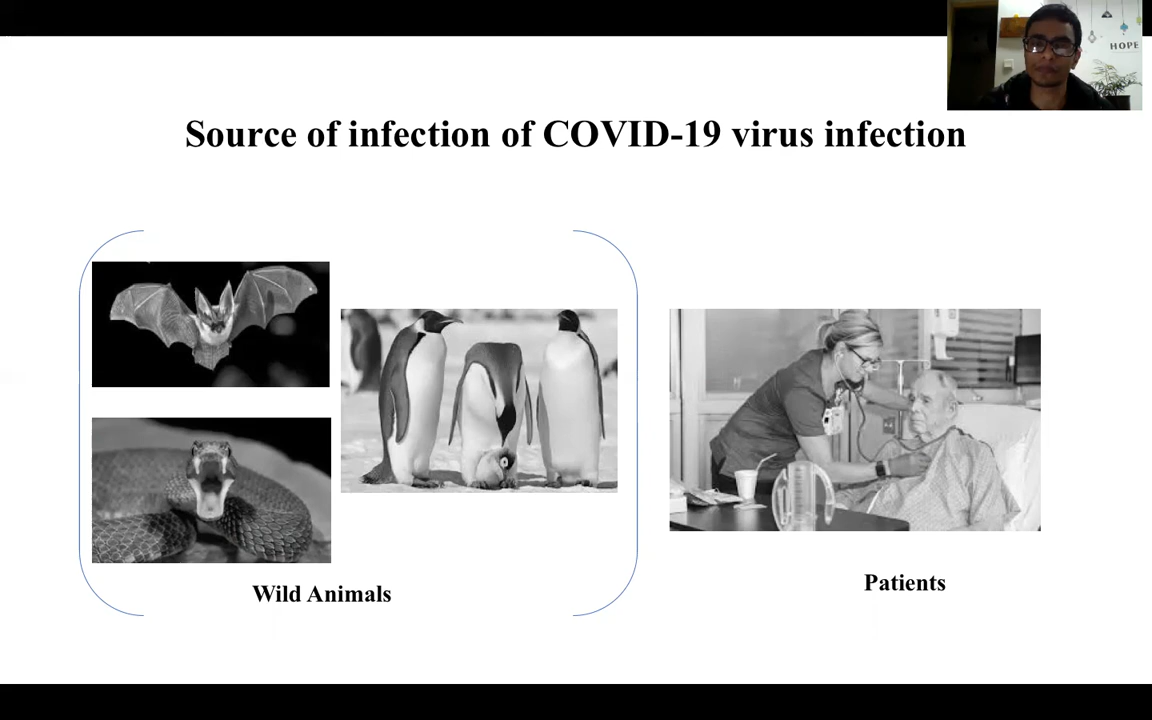 HOPE
Source of infection of COVID-19 virus infection
Wild Animals
Patients